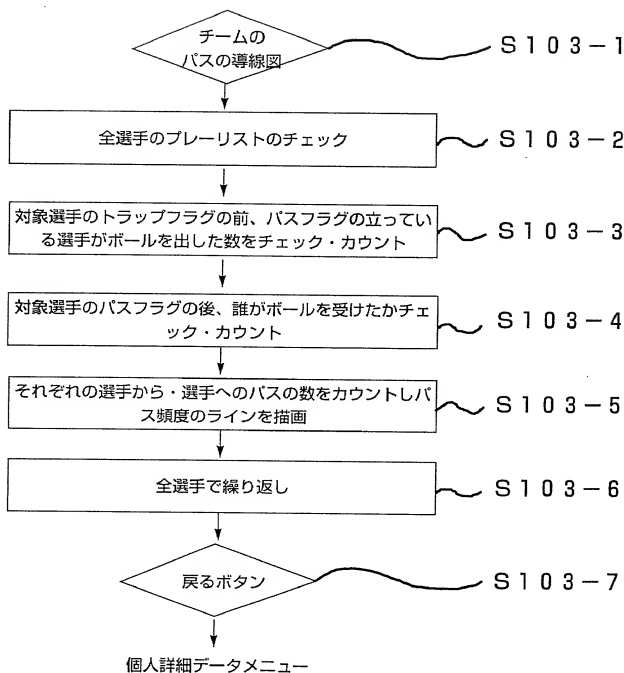 チームの
パスの導線図
S103-1
全選手のプレーリストのチェック
S103-2
対象選手のトラップフラグの前、パスフラグの立ってい
る選手がボールを出した数をチェック・カウント
S103-3
対象選手のパスフラグの後、誰がボールを受けたかチェ
ック・カウント
S103-4
それぞれの選手から・選手へのパスの数をカウントしパ
ス頻度のラインを描画
S103-5
全選手で繰り返し
S103-6
戻るボタン
S103-7
個人詳細データメニュー